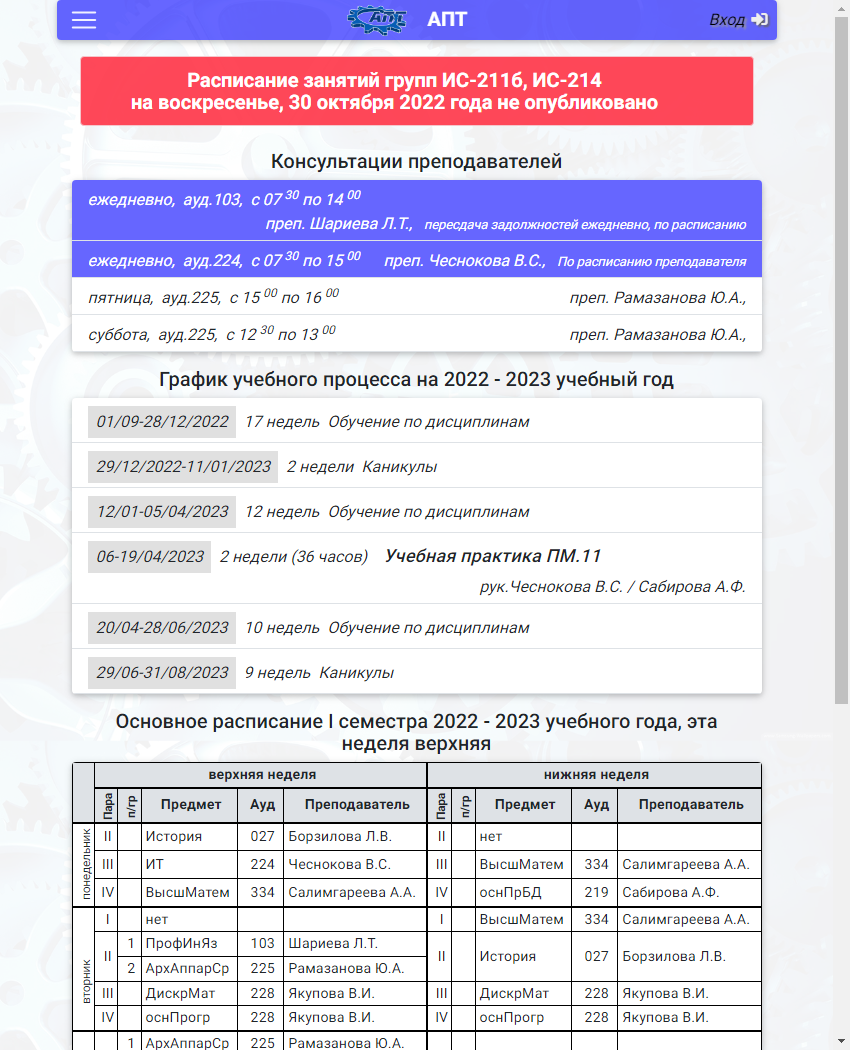 АПТ АПТ Вход
Расписание занятий групп ИС-211б, ИС-214
на воскресенье, 30 октября 2022 года не опубликовано
Консультации преподавателей
ежедневно, ауд.103, с 07 30 по 14 00
преп. Шариева Л.Т., пересдача задолжностей ежедневно, по расписанию
ежедневно, ауд.224, с 07 30 по 15 00 преп. Чеснокова В.С., По расписанию преподавателя
пятница, ауд.225, с 15 00 по 16 00 преп. Рамазанова Ю.А.,
суббота, ауд.225, с 12 30 по 13 00 преп. Рамазанова Ю.А.,
График учебного процесса на 2022 - 2023 учебный год
01/09-28/12/2022 17 недель Обучение по дисциплинам
29/12/2022-11/01/2023 2 недели Каникулы
12/01-05/04/2023 12 недель Обучение по дисциплинам
06-19/04/2023 2 недели (36 часов) Учебная практика ПМ.11
рук.Чеснокова В.С. / Сабирова А.Ф.
20/04-28/06/2023 10 недель Обучение по дисциплинам
29/06-31/08/2023 9 недель Каникулы
Основное расписание I семестра 2022 - 2023 учебного года, эта
неделя верхняя
верхняя неделя нижняя неделя
Пара п/гр Предмет Ауд Преподаватель Пара п/гр Предмет Ауд Преподаватель
понедельник
II История 027 Борзилова Л.В. II нет
III ИТ 224 Чеснокова В.С. III ВысшМатем 334 Салимгареева А.А.
IV ВысшМатем 334 Салимгареева А.А. IV оснПрБД 219 Сабирова А.Ф.
вторник
I нет I ВысшМатем 334 Салимгареева А.А.
II 1 ПрофИнЯз 103 Шариева Л.Т. II История 027 Борзилова Л.В.
2 АрхАппарСр 225 Рамазанова Ю.А.
III ДискрМат 228 Якупова В.И. III ДискрМат 228 Якупова В.И.
IV оснПрогр 228 Якупова В.И. IV оснПрогр 228 Якупова В.И.
1 АрхАппарСр 225 Рамазанова Ю.А.